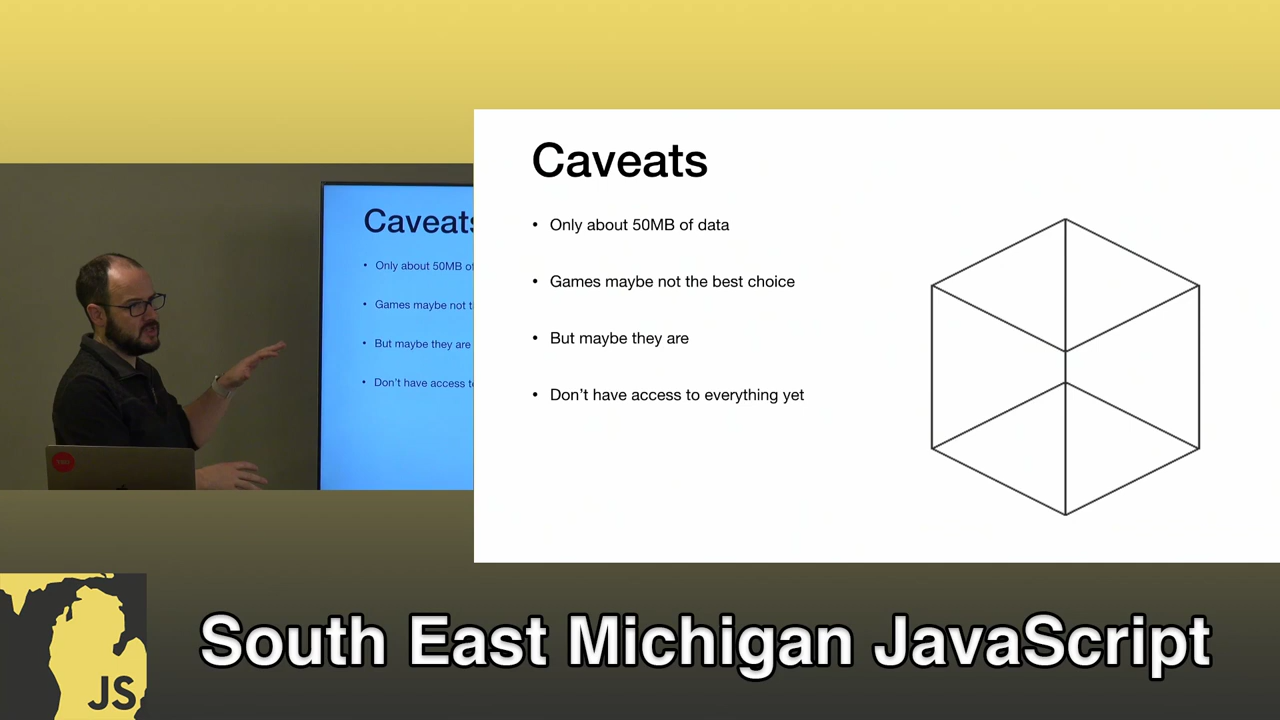 Caveats
• Only about 50MB of data
• Games maybe not the best choice
• But maybe they are
• Don’t have access to everything yet
Caveats
• Only about 50MB of
• Games maybe not t
• But maybe they are
• Don’t have access t
JS
South East Michigan JavaScript